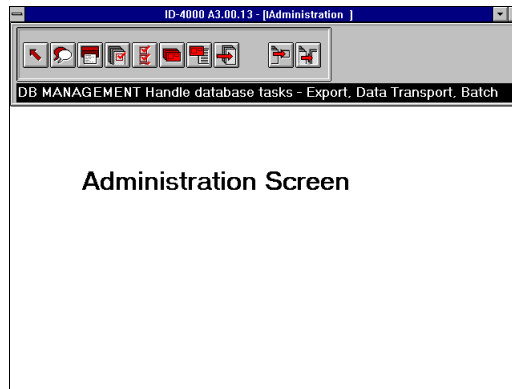 ID-4000 A3.00.13 - [IAdministration ]
DB MANAGEMENT Handle database tasks - Export, Data Transport, Batch
Administration Screen